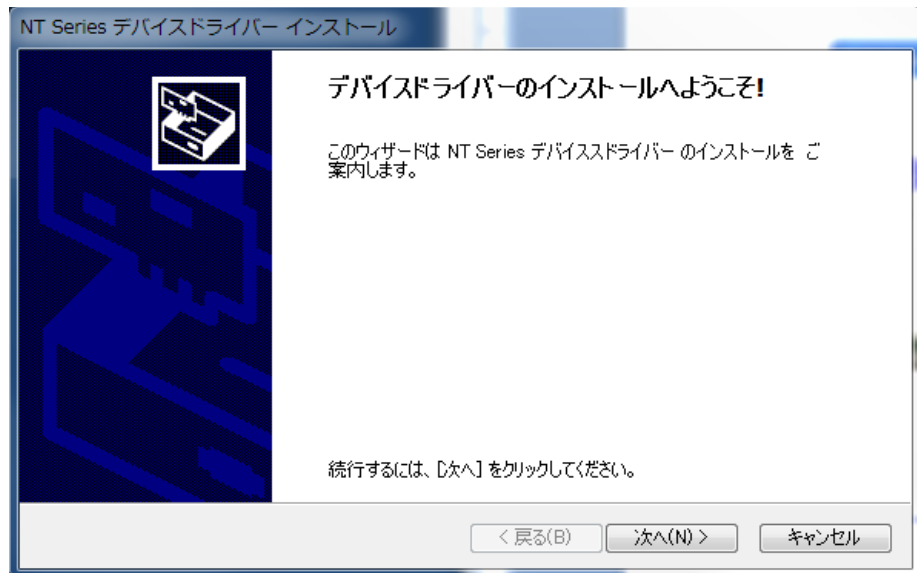 NT Series デバイスドライバー インストール
デバイスドライバーのインストールへようこそ!
このウィザードは NT Series デバイススドライバー のインストールを ご
案内します。
続行するには、[次へ] をクリックしてください。
< 戻る(B)
次へ(N) >
キャンセル